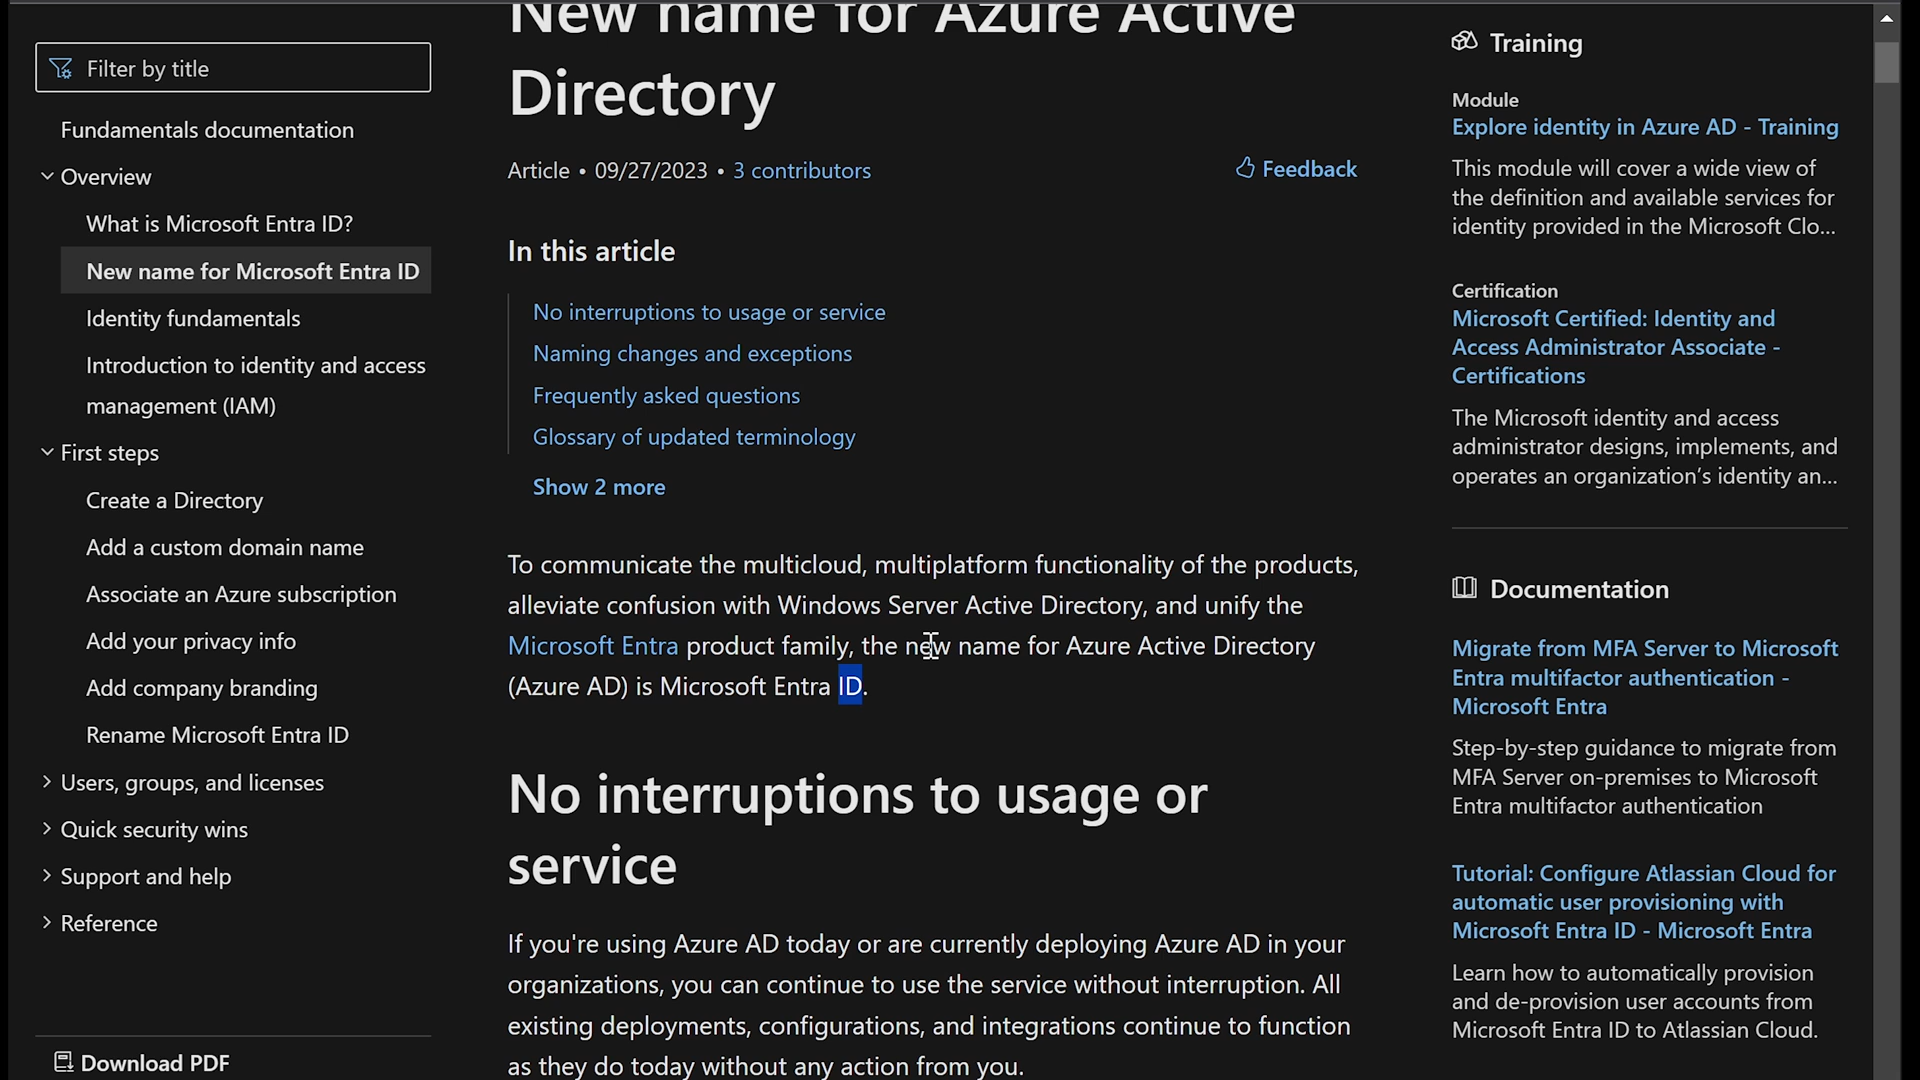 Filter by title
Fundamentals documentation
Overview
What is Microsoft Entra ID?
New name for Microsoft Entra ID
Identity fundamentals
Introduction to identity and access
management (IAM)
First steps
Create a Directory
Add a custom domain name
Associate an Azure subscription
Add your privacy info
Add company branding
Rename Microsoft Entra ID
Users, groups, and licenses
Quick security wins
Support and help
Reference
Download PDF
New name for Azure Active
Directory
Article • 09/27/2023 • 3 contributors
Feedback
In this article
No interruptions to usage or service
Naming changes and exceptions
Frequently asked questions
Glossary of updated terminology
Show 2 more
To communicate the multicloud, multiplatform functionality of the products,
alleviate confusion with Windows Server Active Directory, and unify the
Microsoft Entra product family, the new name for Azure Active Directory
(Azure AD) is Microsoft Entra ID.
No interruptions to usage or
service
If you're using Azure AD today or are currently deploying Azure AD in your
organizations, you can continue to use the service without interruption. All
existing deployments, configurations, and integrations continue to function
as they do today without any action from you.
Training
Module
Explore identity in Azure AD - Training
This module will cover a wide view of
the definition and available services for
identity provided in the Microsoft Clo...
Certification
Microsoft Certified: Identity and
Access Administrator Associate -
Certifications
The Microsoft identity and access
administrator designs, implements, and
operates an organization’s identity an...
Documentation
Migrate from MFA Server to Microsoft
Entra multifactor authentication -
Microsoft Entra
Step-by-step guidance to migrate from
MFA Server on-premises to Microsoft
Entra multifactor authentication
Tutorial: Configure Atlassian Cloud for
automatic user provisioning with
Microsoft Entra ID - Microsoft Entra
Learn how to automatically provision
and de-provision user accounts from
Microsoft Entra ID to Atlassian Cloud.